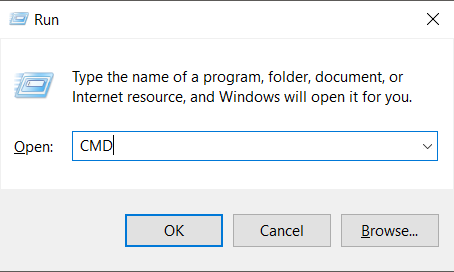 Run
Type the name of a program, folder, document, or
Internet resource, and Windows will open it for you.
Open: CMD
OK Cancel Browse...